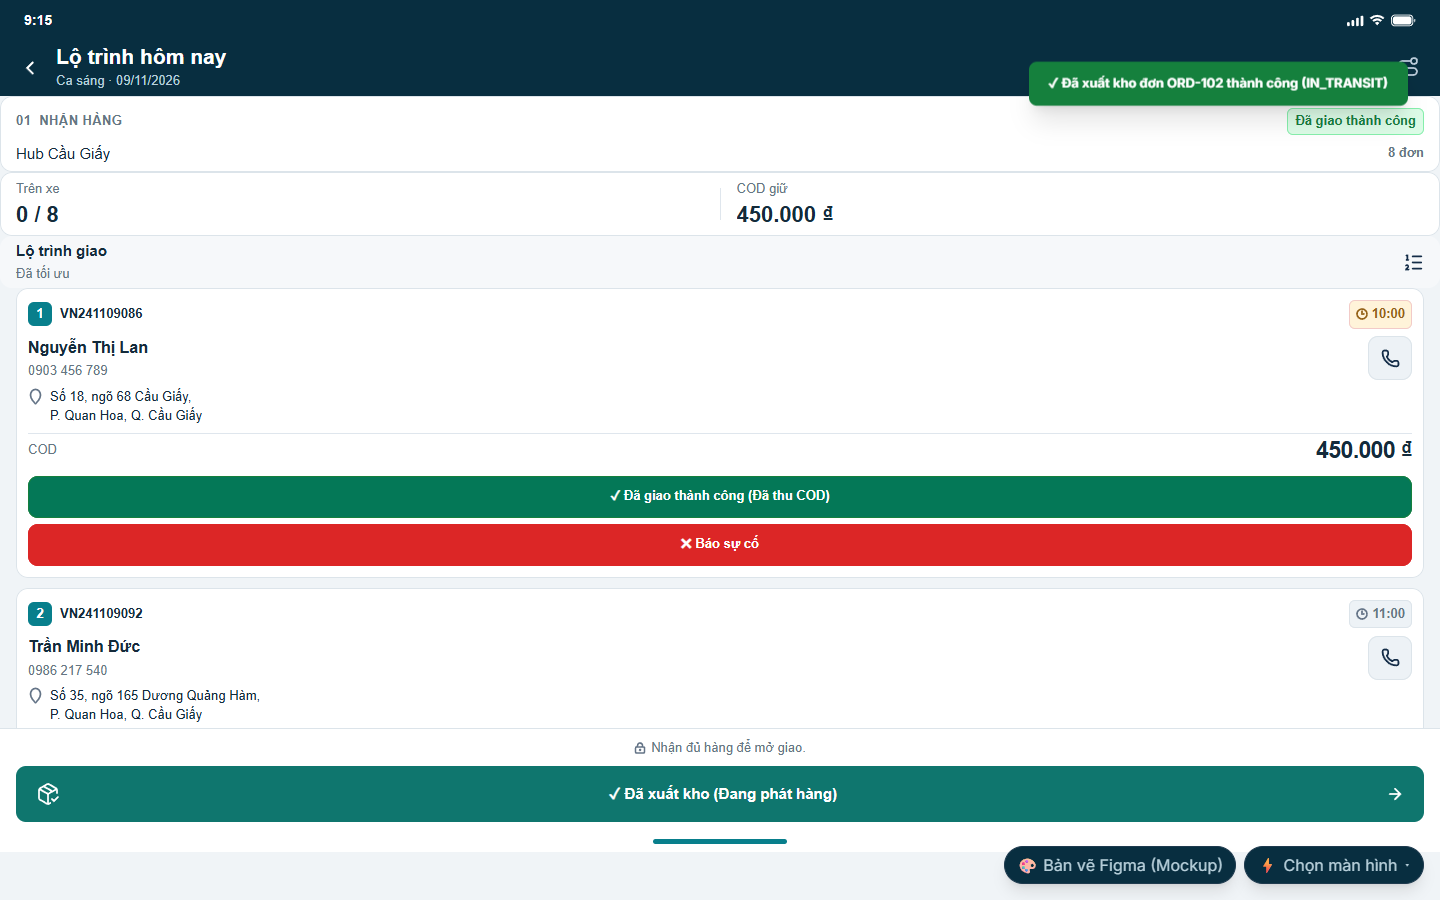 9:15
Lộ trình hôm nay
Ca sáng · 09/11/2026
✓ Đã xuất kho đơn ORD-102 thành công (IN_TRANSIT)
01 NHẬN HÀNG
Đã giao thành công
Hub Cầu Giấy
8 đơn
Trên xe
0 / 8
COD giữ
450.000 ₫
Lộ trình giao
Đã tối ưu
1 VN241109086
10:00
Nguyễn Thị Lan
0903 456 789
Số 18, ngõ 68 Cầu Giấy,
P. Quan Hoa, Q. Cầu Giấy
COD
450.000 ₫
✓ Đã giao thành công (Đã thu COD)
✕ Báo sự cố
2 VN241109092
11:00
Trần Minh Đức
0986 217 540
Số 35, ngõ 165 Dương Quảng Hàm,
P. Quan Hoa, Q. Cầu Giấy
Nhận đủ hàng để mở giao.
✓ Đã xuất kho (Đang phát hàng)
Bản vẽ Figma (Mockup)
Chọn màn hình ·